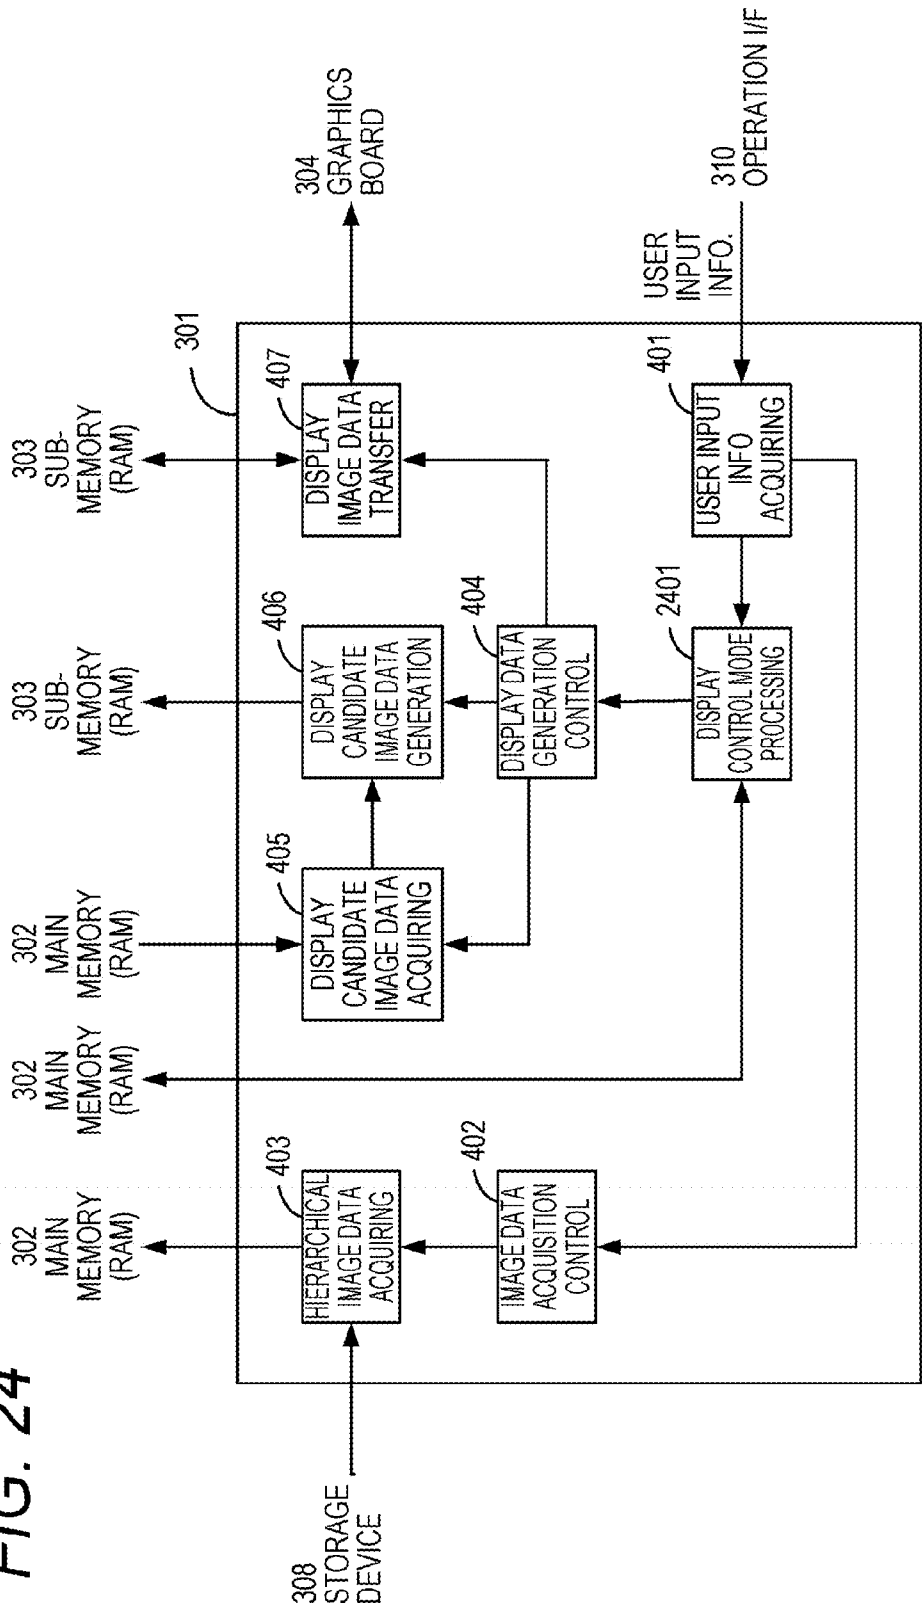 FIG. 24
302
MAIN
MEMORY
(RAM)
302
MAIN
MEMORY
(RAM)
302
MAIN
MEMORY
(RAM)
303
SUB-
MEMORY
(RAM)
303
SUB-
MEMORY
(RAM)
301
308
STORAGE
DEVICE
403
HIERARCHICAL
IMAGE DATA
ACQUIRING
405
DISPLAY
CANDIDATE
IMAGE DATA
ACQUIRING
406
DISPLAY
CANDIDATE
IMAGE DATA
GENERATION
407
DISPLAY
IMAGE DATA
TRANSFER
304
GRAPHICS
BOARD
402
IMAGE DATA
ACQUISITION
CONTROL
404
DISPLAY DATA
GENERATION
CONTROL
2401
DISPLAY
CONTROL MODE
PROCESSING
401
USER INPUT
INFO
ACQUIRING
USER
INPUT
INFO.
310
OPERATION I/F